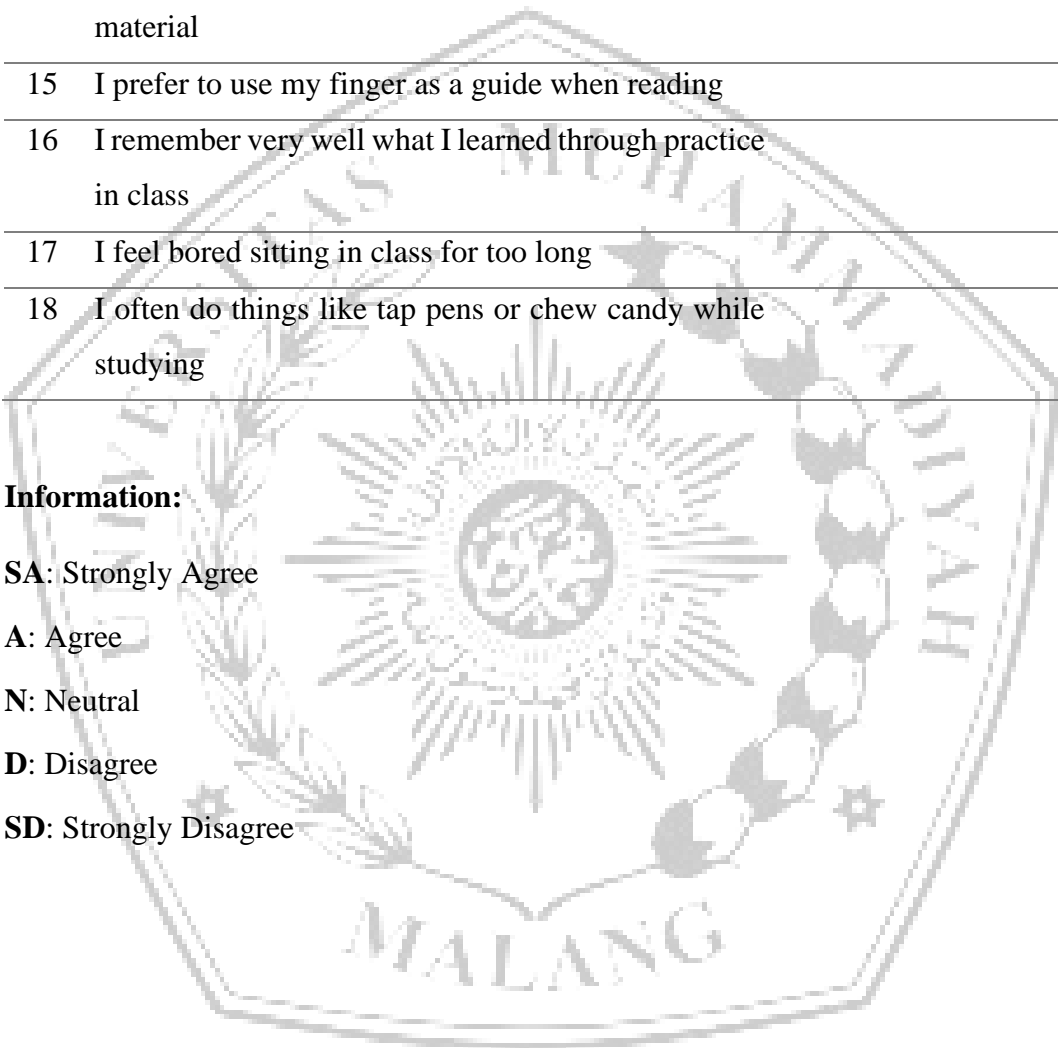 material
15 I prefer to use my finger as a guide when reading
16 I remember very well what I learned through practice
in class
17 I feel bored sitting in class for too long
18 I often do things like tap pens or chew candy while
studying
Information:
SA: Strongly Agree
A: Agree
N: Neutral
D: Disagree
SD: Strongly Disagree
UNIVERSITAS MUHAMMADIYAH
MALANG